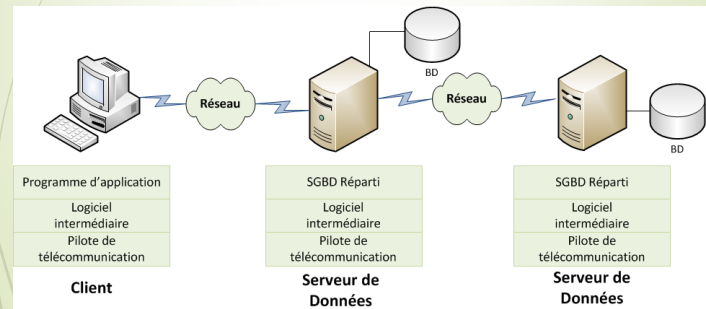 BD
Réseau
Réseau
BD
Programme d'application
SGBD Réparti
SGBD Réparti
Logiciel
intermédiaire
Logiciel
intermédiaire
Logiciel
intermédiaire
Pilote de
télécommunication
Pilote de
télécommunication
Pilote de
télécommunication
Client
Serveur de
Données
Serveur de
Données